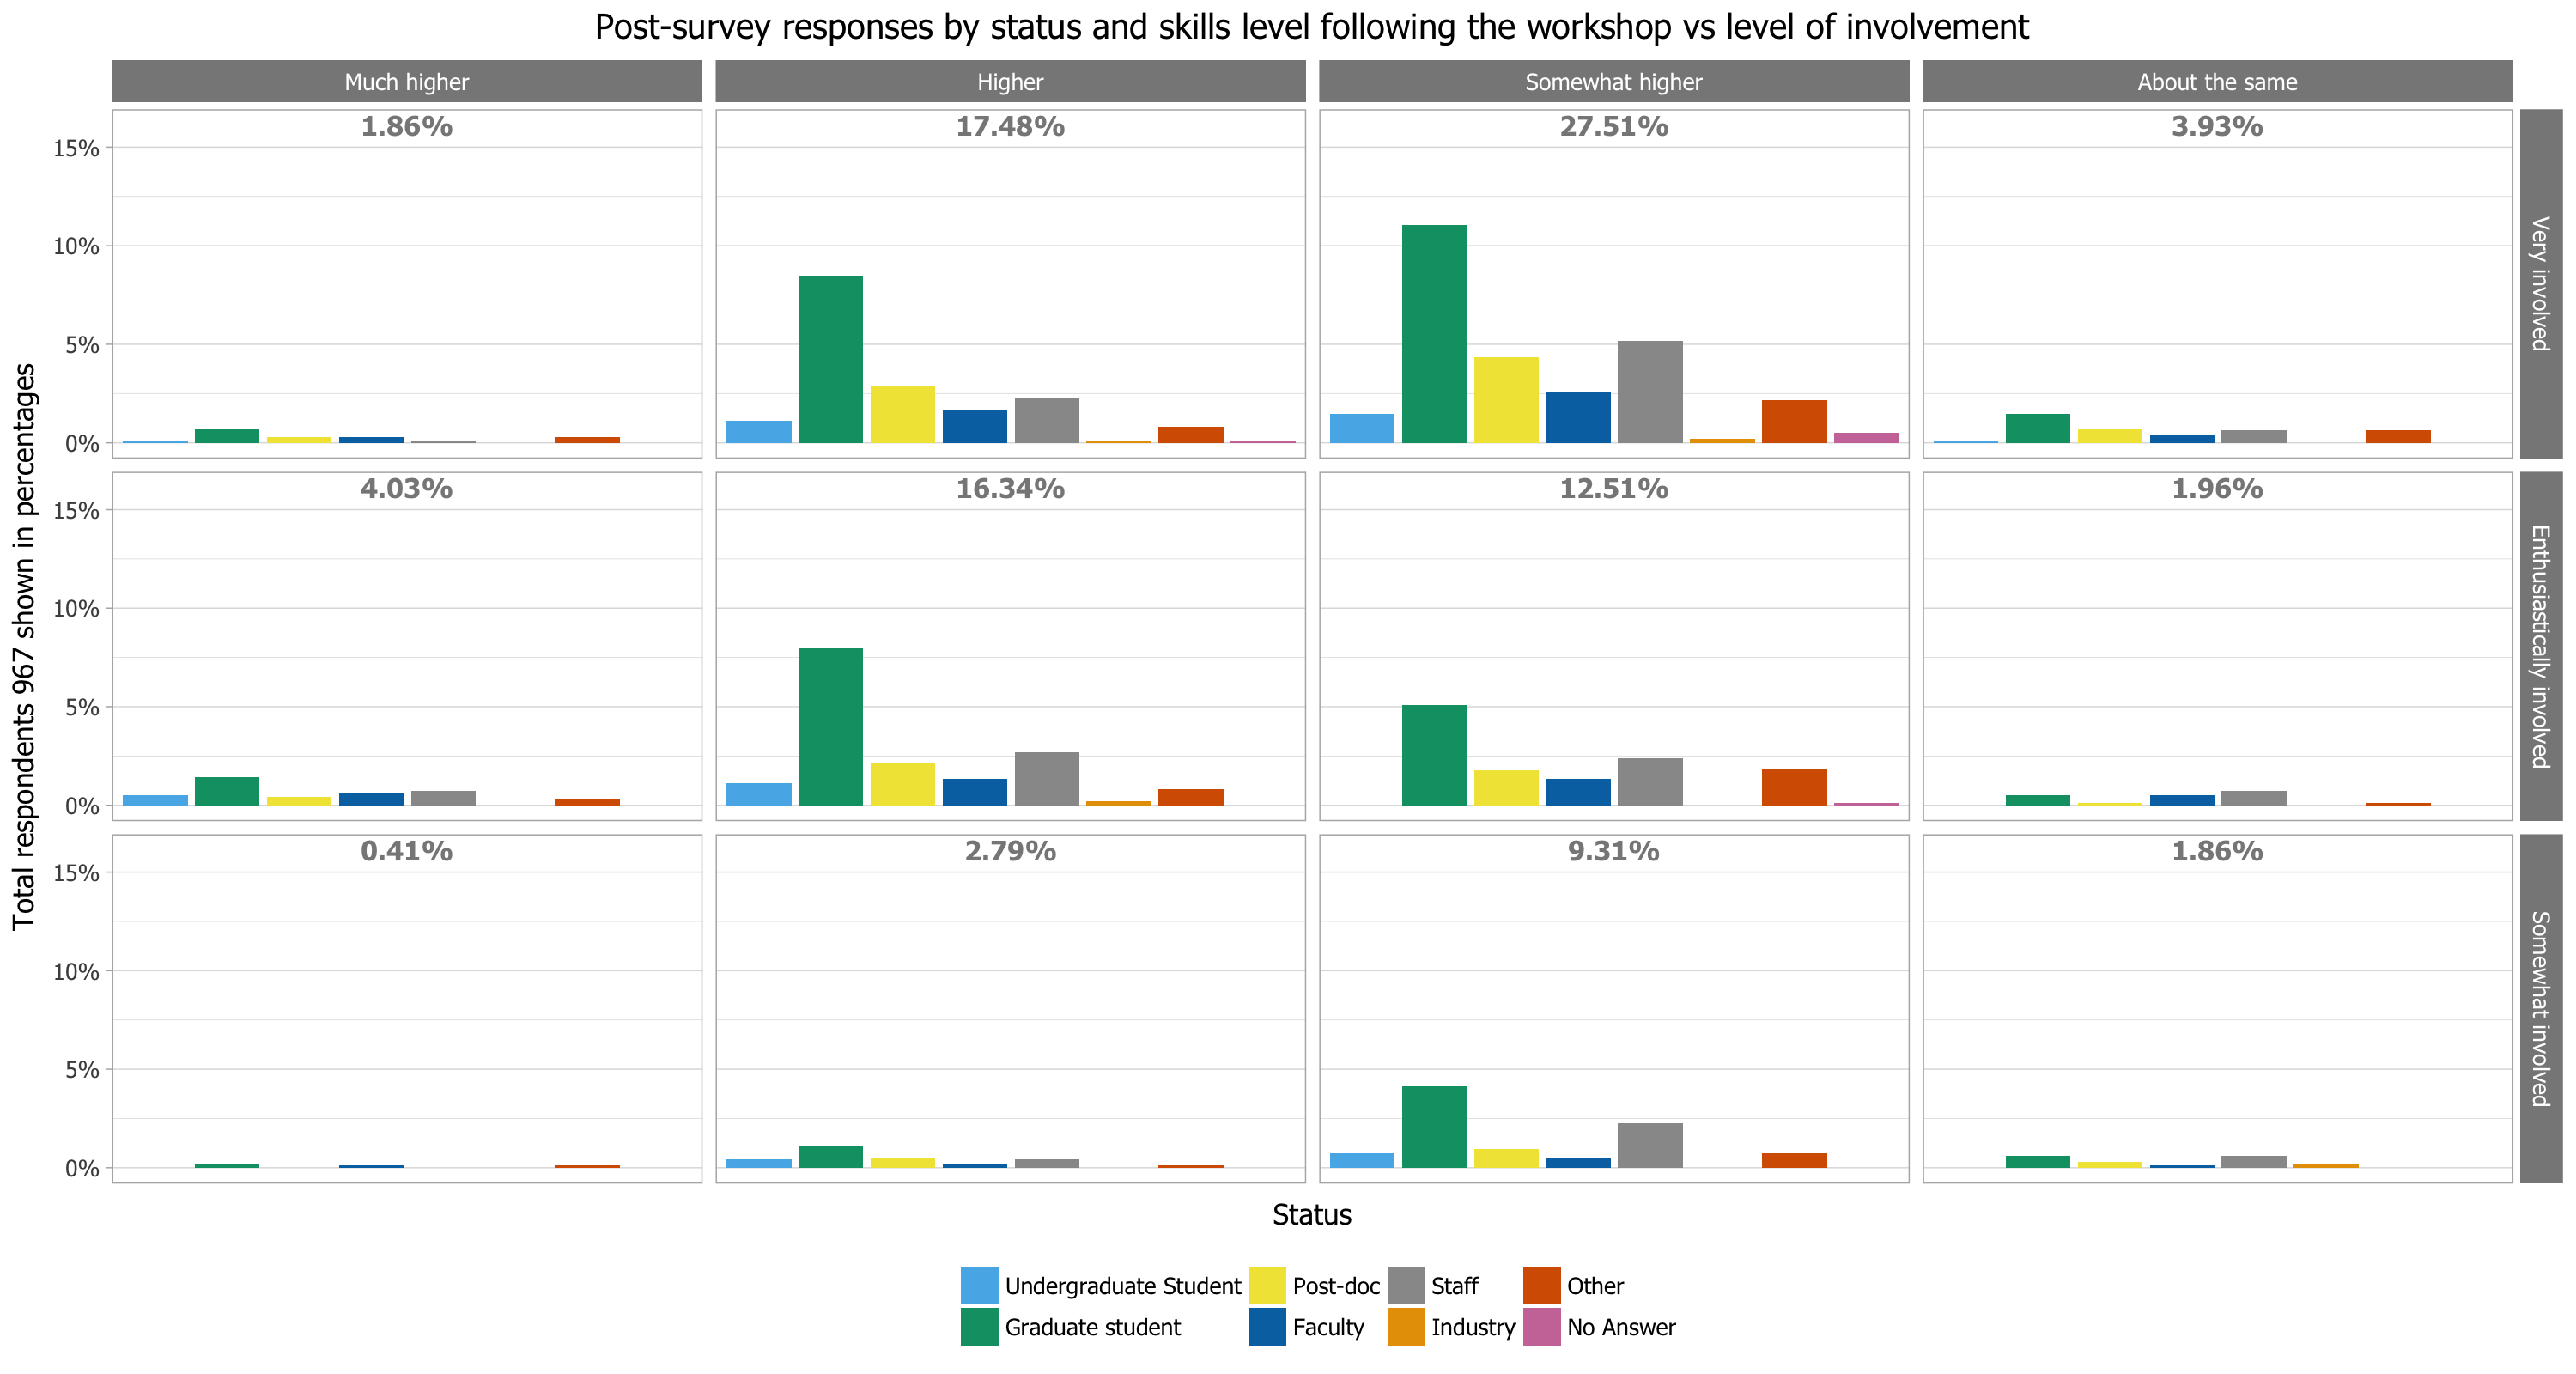 Post-survey responses by status and skills level following the workshop vs level of involvement
Much higher
Higher
Somewhat higher
About the same
Total respondents 967 shown in percentages
15%
10%
5%
0%
1.86%
17.48%
27.51%
3.93%
Very involved
15%
10%
5%
0%
4.03%
16.34%
12.51%
1.96%
Enthusiastically involved
15%
10%
5%
0%
0.41%
2.79%
9.31%
1.86%
Somewhat involved
Status
Undergraduate Student
Post-doc
Staff
Other
Graduate student
Faculty
Industry
No Answer